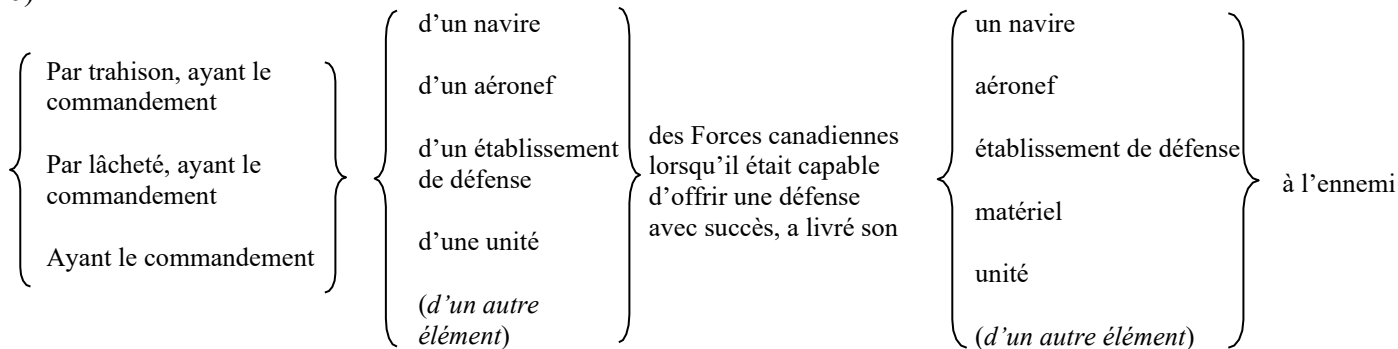 Par trahison, ayant le
commandement
Par lâcheté, ayant le
commandement
Ayant le commandement
d’un navire
d’un aéronef
d’un établissement
de défense
d’une unité
(d’un autre
élément)
des Forces canadiennes
lorsqu’il était capable
d’offrir une défense
avec succès, a livré son
un navire
aéronef
établissement de défense
matériel
unité
(d’un autre élément)
à l’ennemi